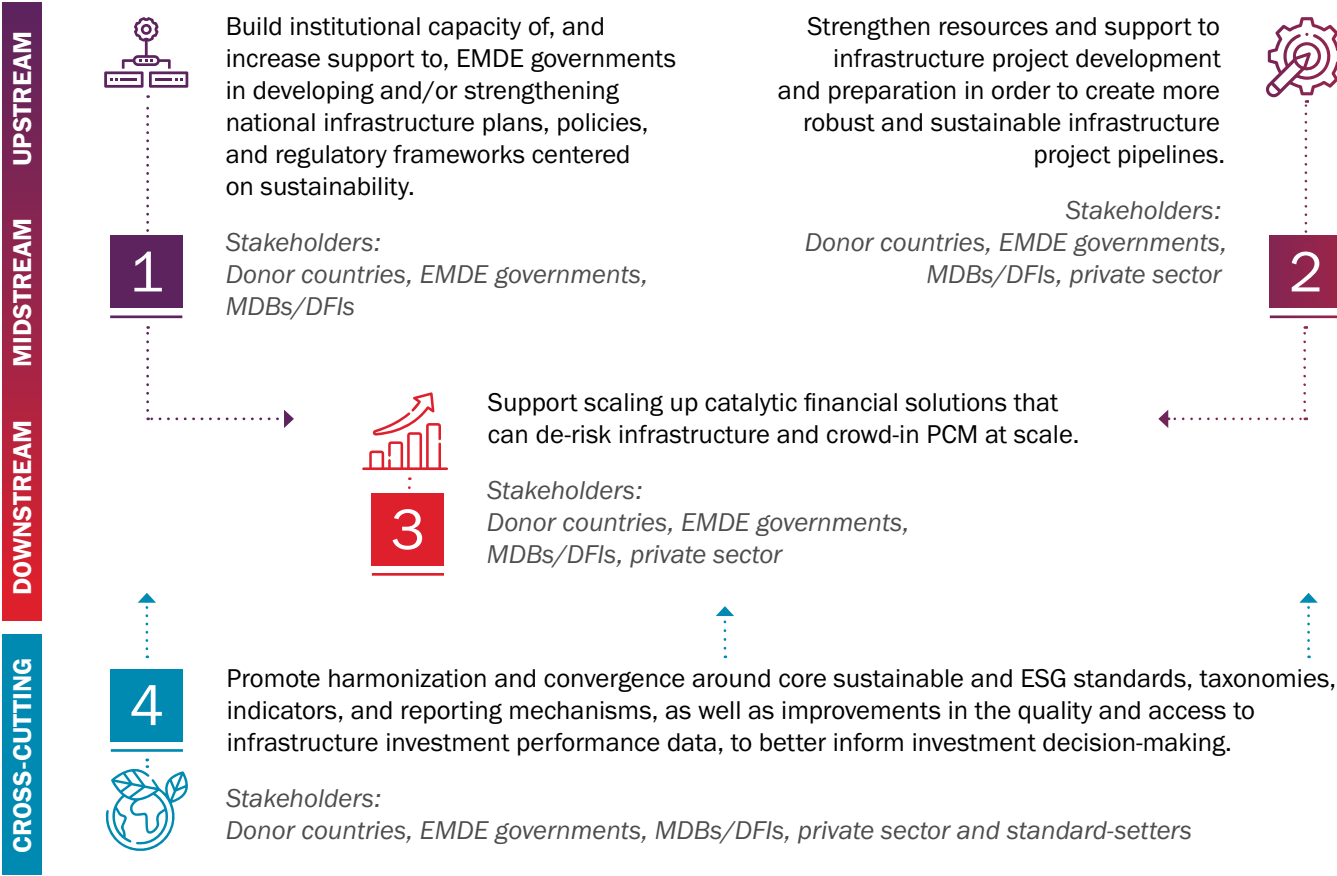 UPSTREAM
MIDSTREAM
DOWNSTREAM
CROSS-CUTTING
Build institutional capacity of, and
increase support to, EMDE governments
in developing and/or strengthening
national infrastructure plans, policies,
and regulatory frameworks centered
on sustainability.
1
Stakeholders:
Donor countries, EMDE governments,
MDBs/DFIs
Strengthen resources and support to
infrastructure project development
and preparation in order to create more
robust and sustainable infrastructure
project pipelines.
Stakeholders:
Donor countries, EMDE governments,
MDBs/DFIs, private sector
2
Support scaling up catalytic financial solutions that
can de-risk infrastructure and crowd-in PCM at scale.
3
Stakeholders:
Donor countries, EMDE governments,
MDBs/DFIs, private sector
4
Promote harmonization and convergence around core sustainable and ESG standards, taxonomies,
indicators, and reporting mechanisms, as well as improvements in the quality and access to
infrastructure investment performance data, to better inform investment decision-making.
Stakeholders:
Donor countries, EMDE governments, MDBs/DFIs, private sector and standard-setters